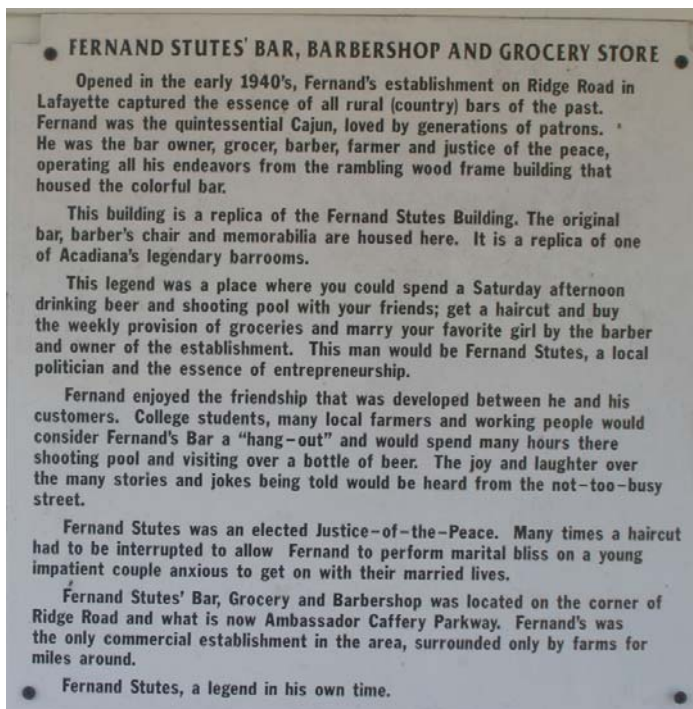 FERNAND STUTES' BAR, BARBERSHOP AND GROCERY STORE
Opened in the early 1940's, Fernand's establishment on Ridge Road in
Lafayette captured the essence of all rural (country) bars of the past.
Fernand was the quintessential Cajun, loved by generations of patrons.
He was the bar owner, grocer, barber, farmer and justice of the peace,
operating all his endeavors from the rambling wood frame building that
housed the colorful bar.
This building is a replica of the Fernand Stutes Building. The original
bar, barber's chair and memorabilia are housed here. It is a replica of one
of Acadiana's legendary barrooms.
This legend was a place where you could spend a Saturday afternoon
drinking beer and shooting pool with your friends; get a haircut and buy
the weekly provision of groceries and marry your favorite girl by the barber
and owner of the establishment. This man would be Fernand Stutes, a local
politician and the essence of entrepreneurship.
Fernand enjoyed the friendship that was developed between he and his
customers. College students, many local farmers and working people would
consider Fernand's Bar a "hang-out" and would spend many hours there
shooting pool and visiting over a bottle of beer. The joy and laughter over
the many stories and jokes being told would be heard from the not-too-busy
street.
Fernand Stutes was an elected Justice-of-the-Peace. Many times a haircut
had to be interrupted to allow Fernand to perform marital bliss on a young
impatient couple anxious to get on with their married lives.
Fernand Stutes' Bar, Grocery and Barbershop was located on the corner of
Ridge Road and what is now Ambassador Caffery Parkway. Fernand's was
the only commercial establishment in the area, surrounded only by farms for
miles around.
Fernand Stutes, a legend in his own time.